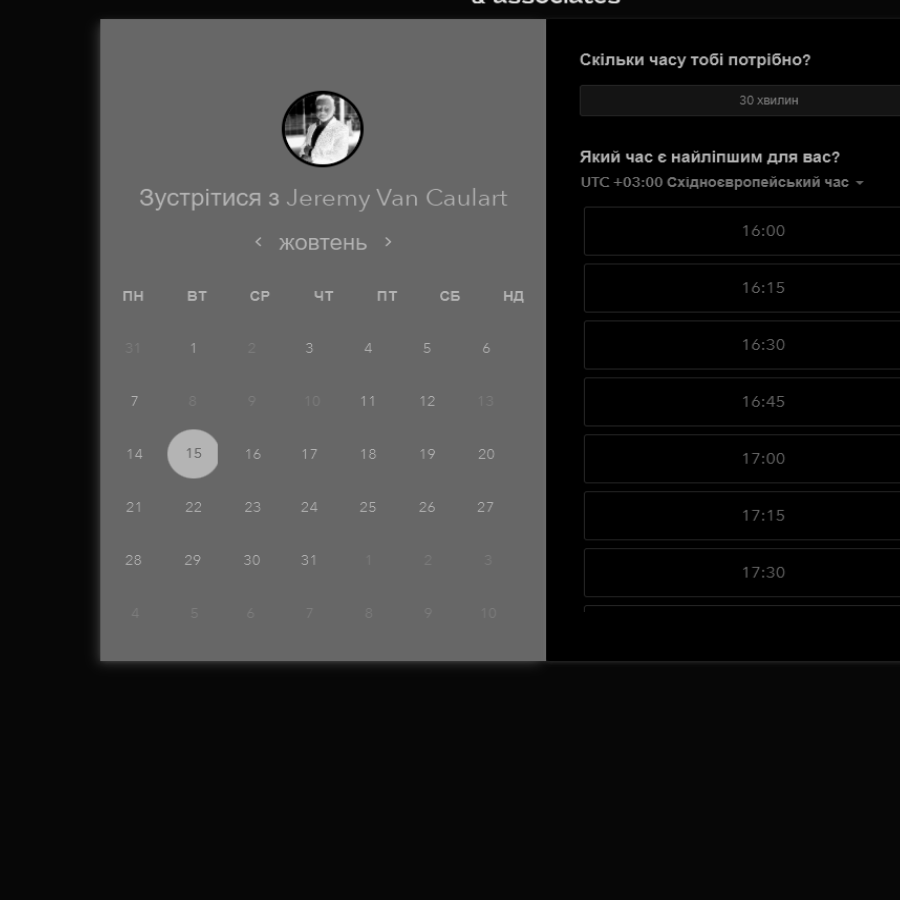 & associates
Зустрітися з Jeremy Van Caulart
жовтень
ПН ВТ СР ЧТ ПТ СБ НД
31 1 2 3 4 5 6
7 8 9 10 11 12 13
14 15 16 17 18 19 20
21 22 23 24 25 26 27
28 29 30 31 1 2 3
4 5 6 7 8 9 10
Скільки часу тобі потрібно?
30 хвилин
Який час є найліпшим для вас?
UTC +03:00 Східноєвропейський час
16:00
16:15
16:30
16:45
17:00
17:15
17:30